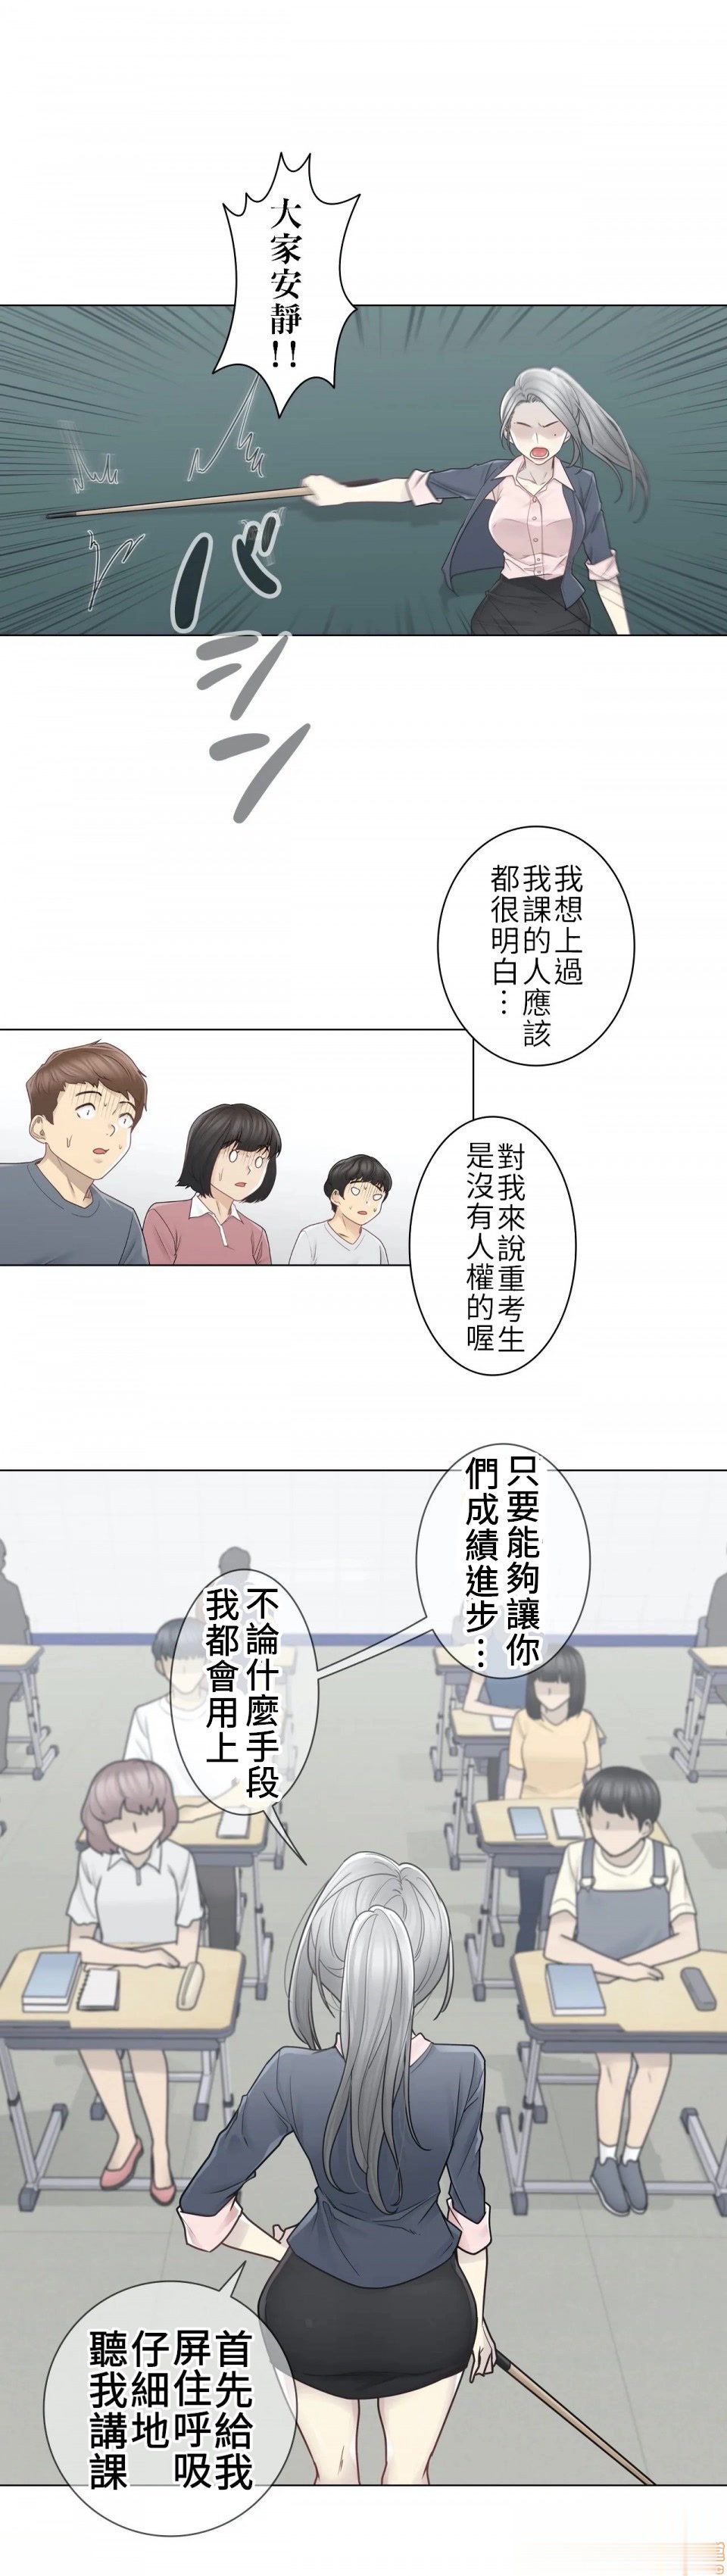 大家安靜!!
バン
シン
我想上過
我課的人應該
都很明白…
對我來說重考生
是沒有人權的喔
只要能夠讓你
們成績進步…
不論什麼手段
我都會用上
首先給我
屏住呼吸
仔細地
聽我講課